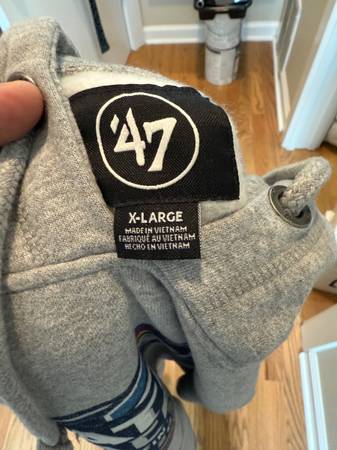 '47
X-LARGE
MADE IN VIETNAM
FABRIQUÉ AU VIETNAM
HECHO EN VIETNAM